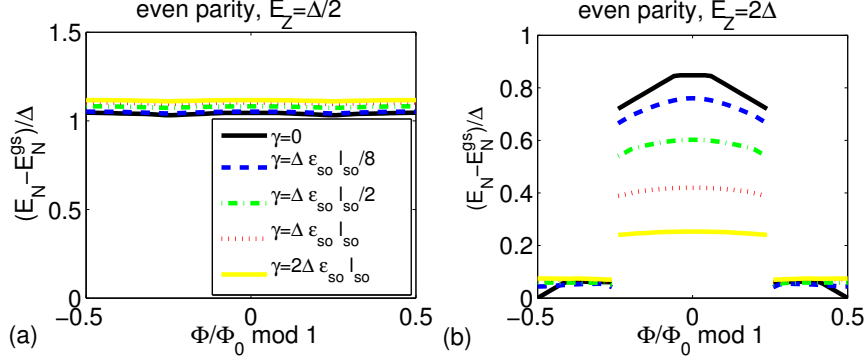 even parity, E_Z=Δ/2
(E_N−E_N^gs)/Δ
1.5
1
0.5
0
γ=0
γ=Δ ε_so l_so/8
γ=Δ ε_so l_so/2
γ=Δ ε_so l_so
γ=2Δ ε_so l_so
−0.5 0 0.5
(a) Φ/Φ_0 mod 1
even parity, E_Z=2Δ
(E_N−E_N^gs)/Δ
1
0.8
0.6
0.4
0.2
0
−0.5 0 0.5
(b) Φ/Φ_0 mod 1